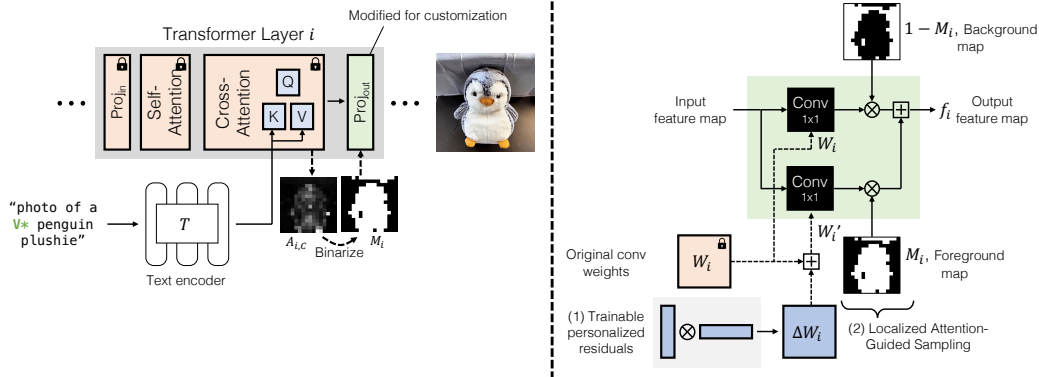 Modified for customization
Transformer Layer i
Proj_in
Self-
Attention
Cross-
Attention
Q
K
V
Proj_out
"photo of a
V* penguin
plushie"
T
Text encoder
A_{i,c}
Binarize
M_i
1 − M_i, Background
map
Input
feature map
Conv
1x1
W_i
f_i
Output
feature map
Conv
1x1
W_i'
Original conv
weights
W_i
M_i, Foreground
map
(1) Trainable
personalized
residuals
ΔW_i
(2) Localized Attention-
Guided Sampling